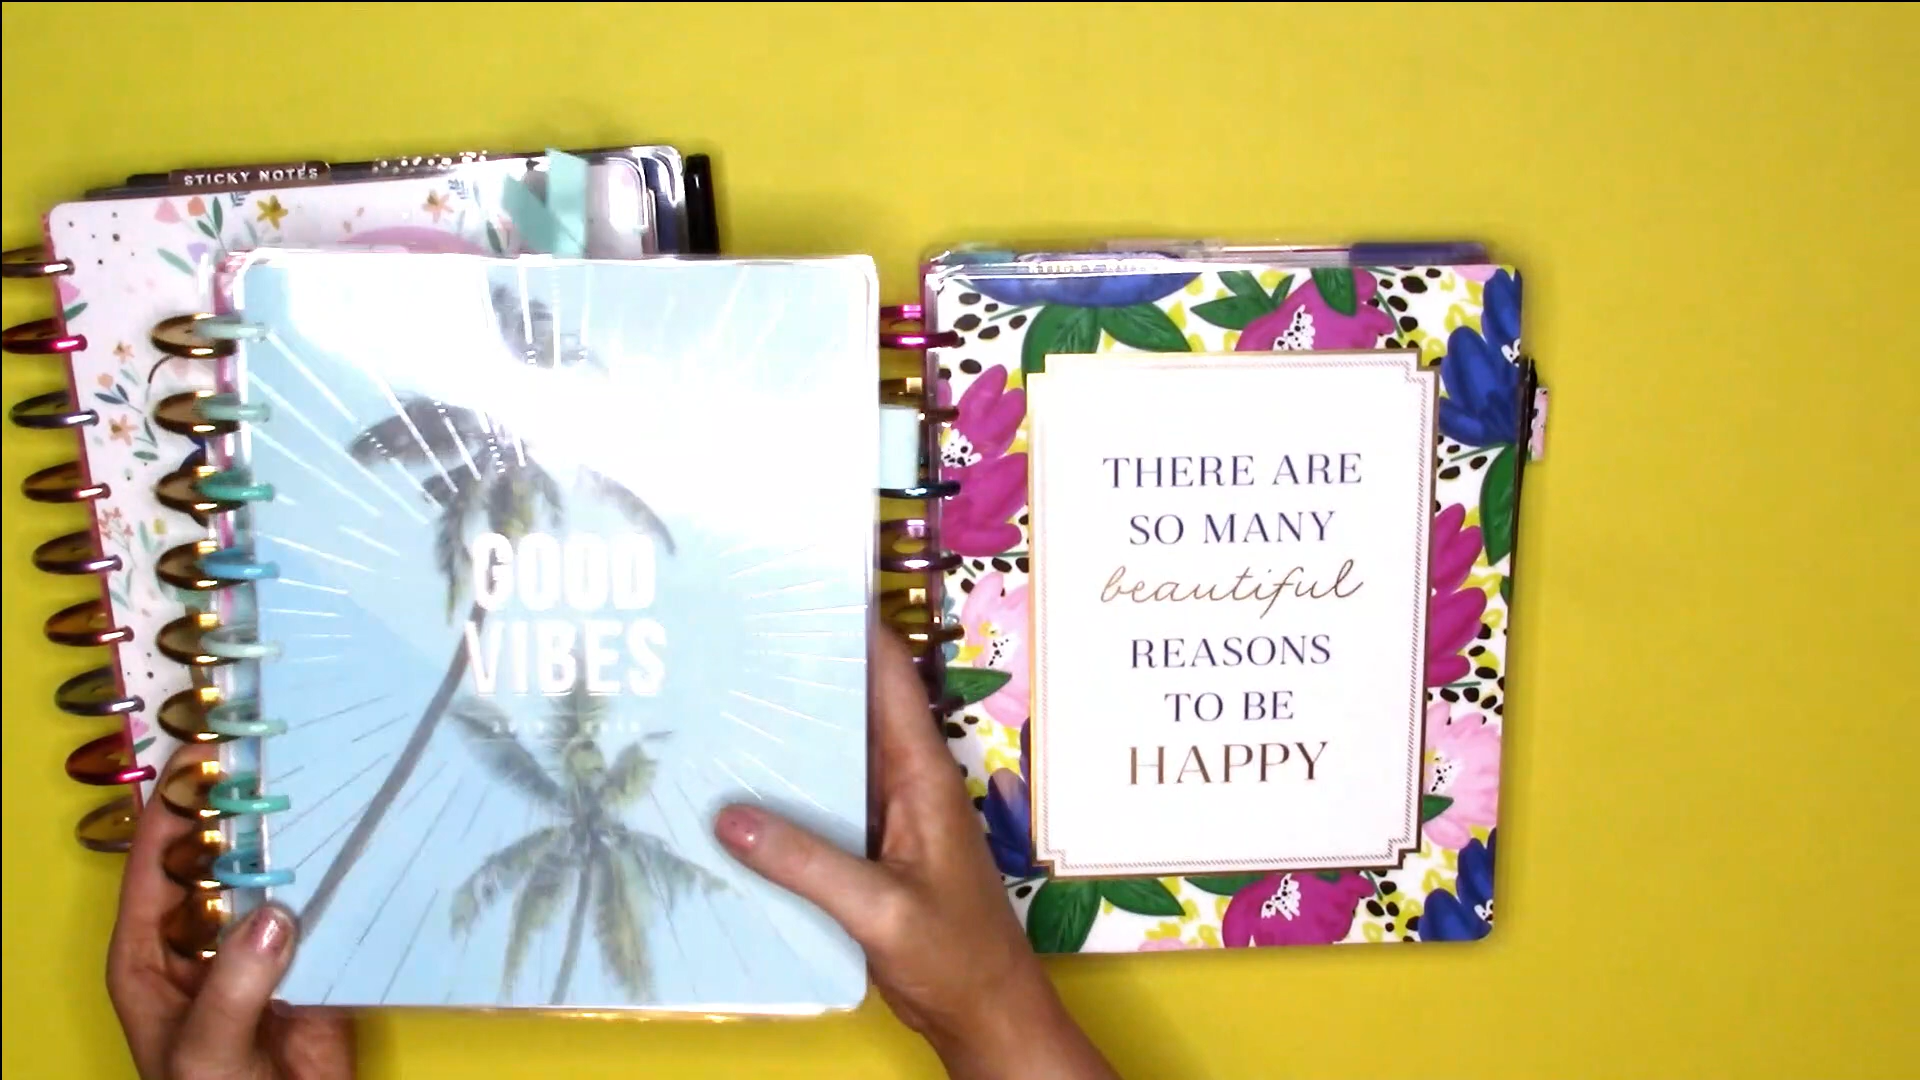 STICKY NOTES
GOOD
VIBES
THERE ARE
SO MANY
beautiful
REASONS
TO BE
HAPPY